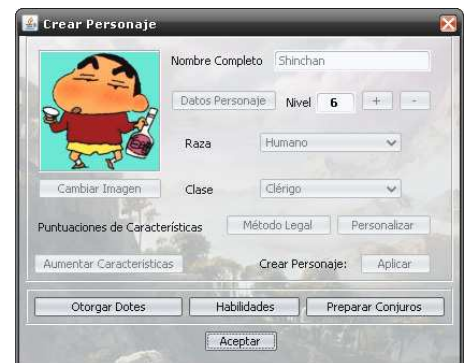 Crear Personaje
Nombre Completo Shinchan
Datos Personaje Nivel 6 + -
Raza Humano
Cambiar Imagen Clase Clérigo
Puntuaciones de Características Método Legal Personalizar
Aumentar Características Crear Personaje: Aplicar
Otorgar Dotes Habilidades Preparar Conjuros
Aceptar